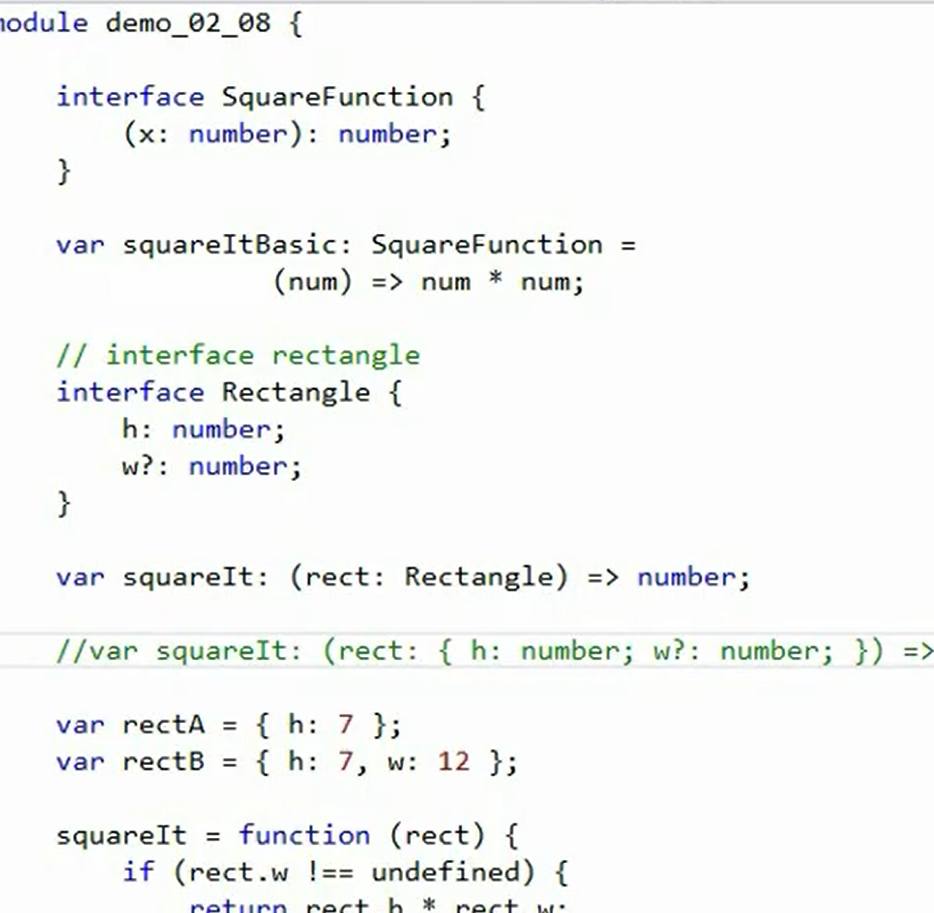 module demo_02_08 {
interface SquareFunction {
(x: number): number;
}
var squareItBasic: SquareFunction =
(num) => num * num;
// interface rectangle
interface Rectangle {
h: number;
w?: number;
}
var squareIt: (rect: Rectangle) => number;
//var squareIt: (rect: { h: number; w?: number; }) =>
var rectA = { h: 7 };
var rectB = { h: 7, w: 12 };
squareIt = function (rect) {
if (rect.w !== undefined) {
return rect.h * rect.w;